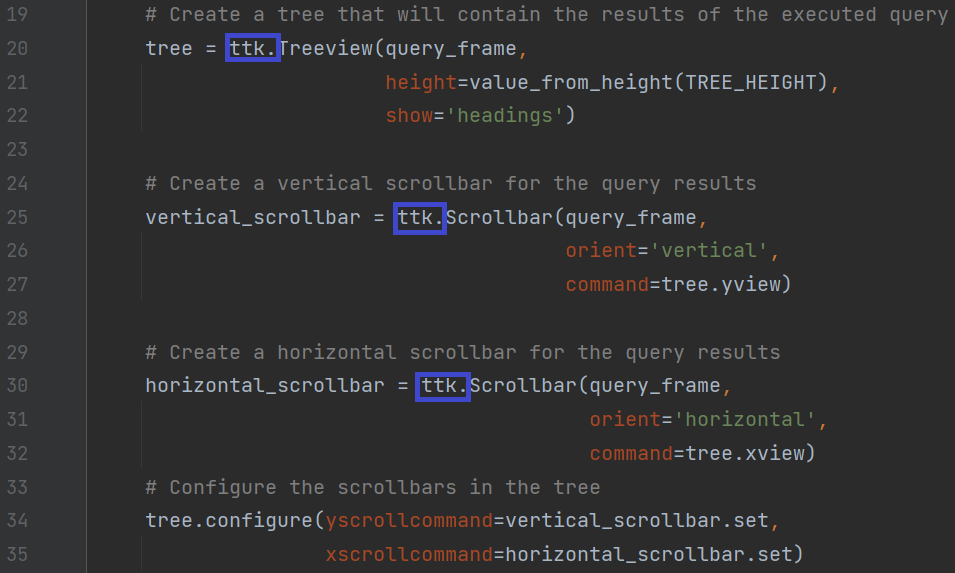 19 # Create a tree that will contain the results of the executed query
20 tree = ttk.Treeview(query_frame,
21 height=value_from_height(TREE_HEIGHT),
22 show='headings')
23
24 # Create a vertical scrollbar for the query results
25 vertical_scrollbar = ttk.Scrollbar(query_frame,
26 orient='vertical',
27 command=tree.yview)
28
29 # Create a horizontal scrollbar for the query results
30 horizontal_scrollbar = ttk.Scrollbar(query_frame,
31 orient='horizontal',
32 command=tree.xview)
33 # Configure the scrollbars in the tree
34 tree.configure(yscrollcommand=vertical_scrollbar.set,
35 xscrollcommand=horizontal_scrollbar.set)